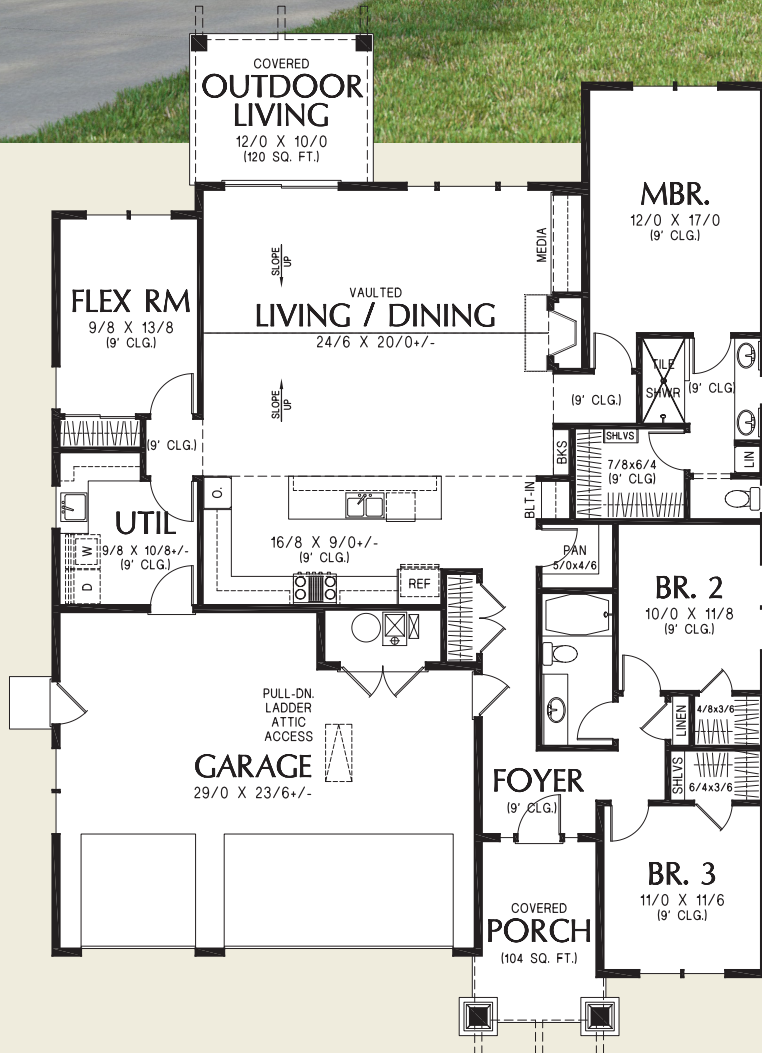 COVERED
OUTDOOR
LIVING
12/0 X 10/0
(120 SQ. FT.)
MBR.
12/0 X 17/0
(9' CLG.)
MEDIA
SLOPE
UP
FLEX RM
9/8 X 13/8
(9' CLG.)
VAULTED
LIVING / DINING
24/6 X 20/0+/-
SLOPE
UP
TILE
SHWR
(9' CLG)
(9' CLG.)
(9' CLG.)
SHLVS
BKS
7/8x6/4
(9' CLG)
LIN
BLT-IN
O.
UTIL
9/8 X 10/8+/-
(9' CLG.)
W
D
16/8 X 9/0+/-
(9' CLG.)
REF
PAN
5/0x4/6
BR. 2
10/0 X 11/8
(9' CLG.)
PULL-DN.
LADDER
ATTIC
ACCESS
GARAGE
29/0 X 23/6+/-
LINEN
4/8x3/6
SHLVS
6/4x3/6
FOYER
(9' CLG.)
BR. 3
11/0 X 11/6
(9' CLG.)
COVERED
PORCH
(104 SQ. FT.)